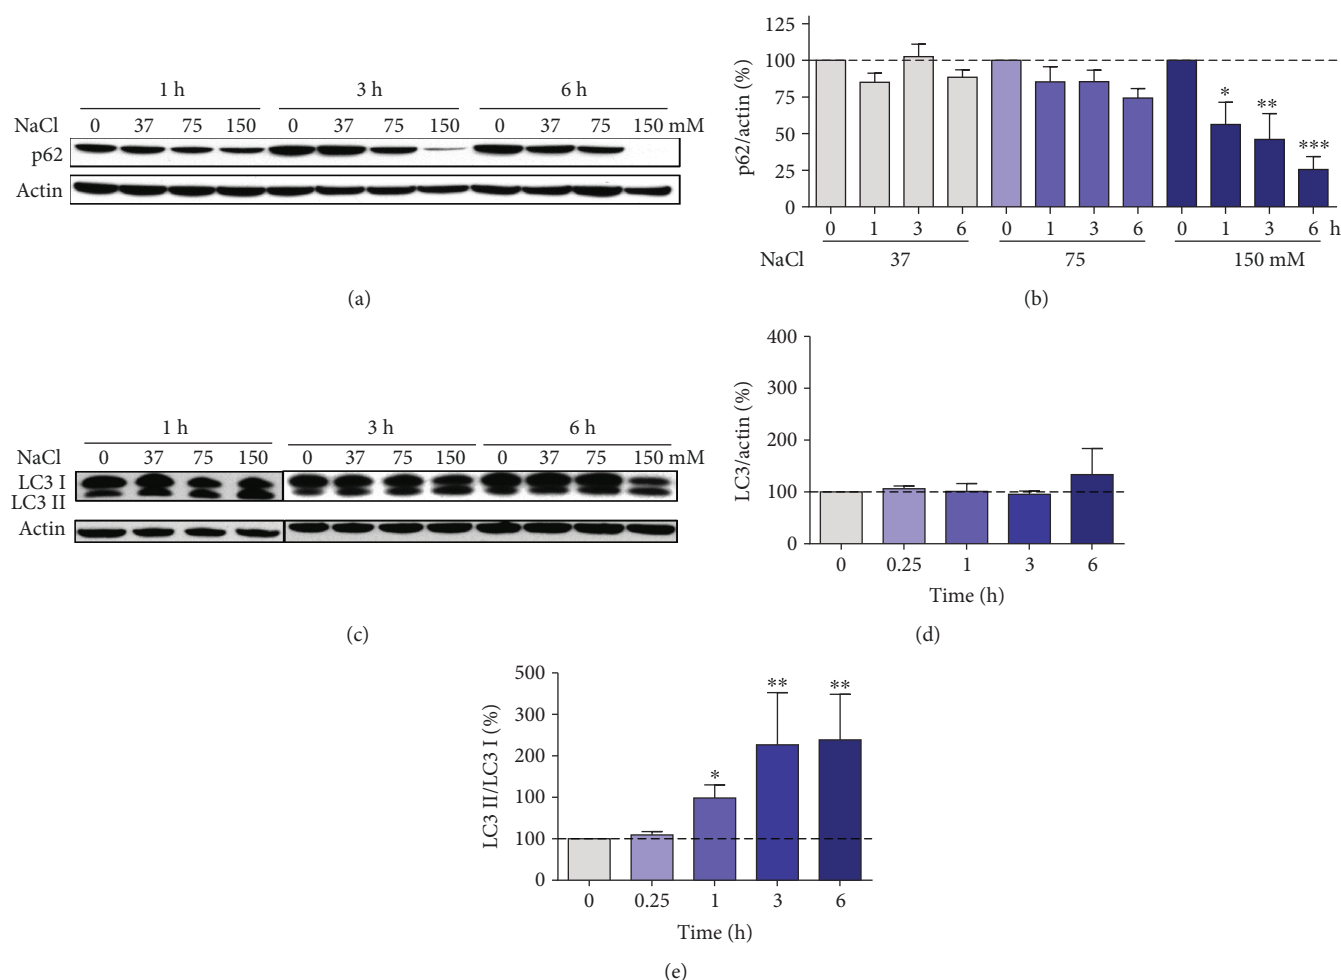 1 h 3 h 6 h
NaCl 0 37 75 150 0 37 75 150 0 37 75 150 mM
p62
Actin
(a)
p62/actin (%)
125
100
75
50
25
0
* ** ***
0 1 3 6 0 1 3 6 0 1 3 6 h
NaCl 37 75 150 mM
(b)
1 h 3 h 6 h
NaCl 0 37 75 150 0 37 75 150 0 37 75 150 mM
LC3 I
LC3 II
Actin
(c)
LC3/actin (%)
400
300
200
100
100
0
0 0.25 1 3 6
Time (h)
(d)
LC3 II/LC3 I (%)
500
300
200
100
100
0
* ** **
0 0.25 1 3 6
Time (h)
(e)